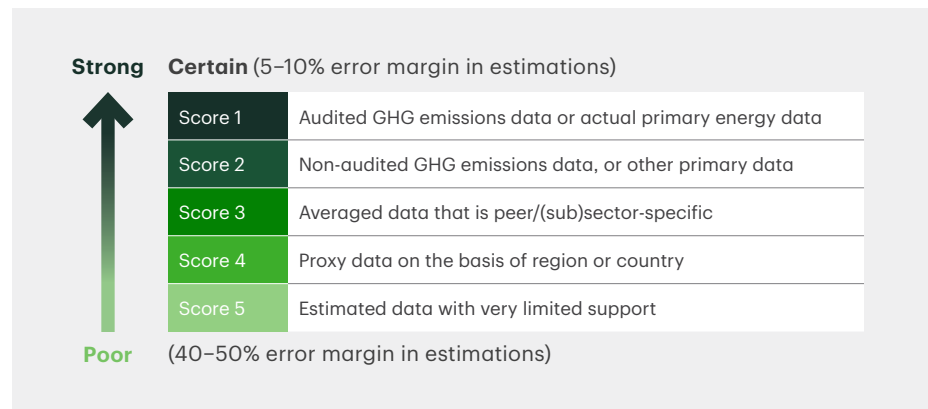 Strong Certain (5–10% error margin in estimations)
Score 1 Audited GHG emissions data or actual primary energy data
Score 2 Non-audited GHG emissions data, or other primary data
Score 3 Averaged data that is peer/(sub)sector-specific
Score 4 Proxy data on the basis of region or country
Score 5 Estimated data with very limited support
Poor (40–50% error margin in estimations)